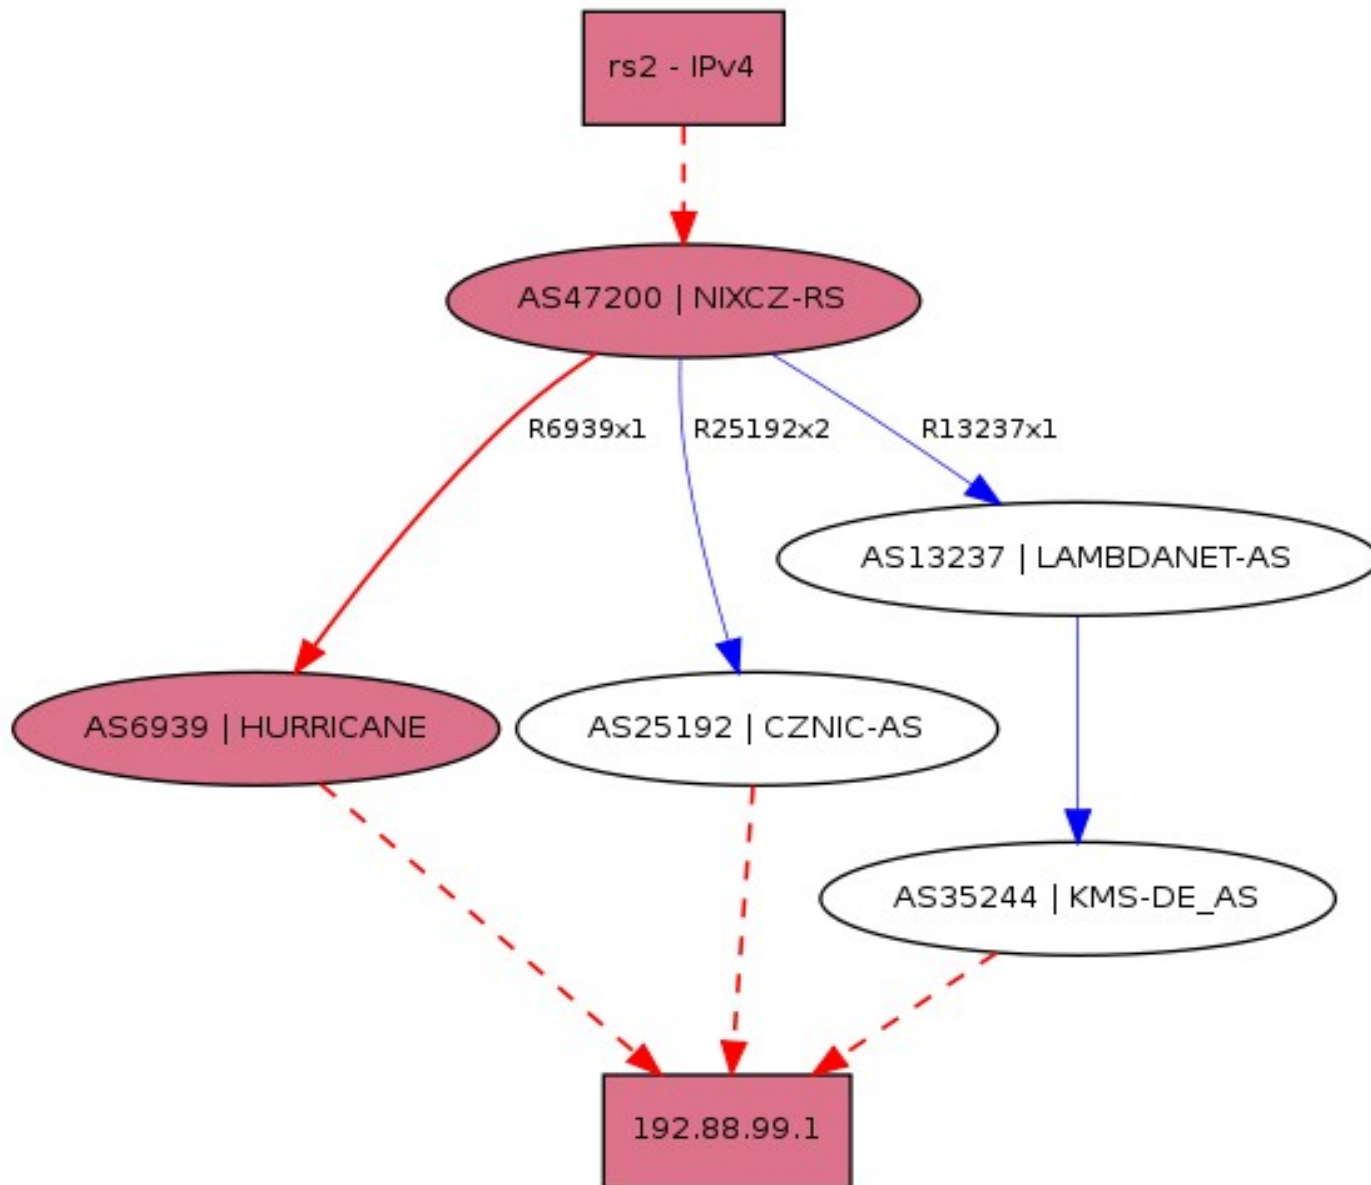 rs2 - IPv4
AS47200 | NIXCZ-RS
R6939x1
R25192x2
R13237x1
AS13237 | LAMBDANET-AS
AS6939 | HURRICANE
AS25192 | CZNIC-AS
AS35244 | KMS-DE_AS
192.88.99.1